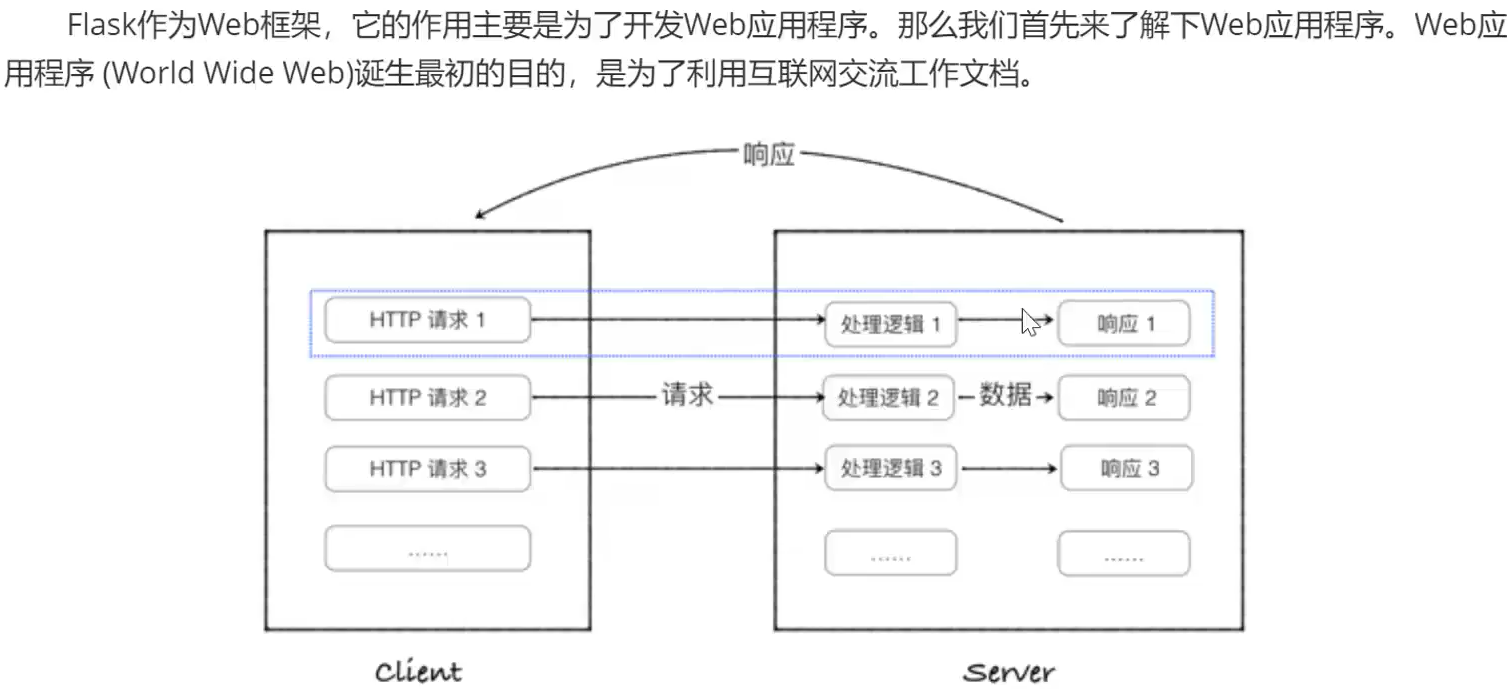 Flask作为Web框架，它的作用主要是为了开发Web应用程序。那么我们首先来了解下Web应用程序。Web应
用程序 (World Wide Web)诞生最初的目的，是为了利用互联网交流工作文档。
响应
HTTP 请求 1
处理逻辑 1
响应 1
HTTP 请求 2
请求
处理逻辑 2
数据
响应 2
HTTP 请求 3
处理逻辑 3
响应 3
......
......
......
Client
Server